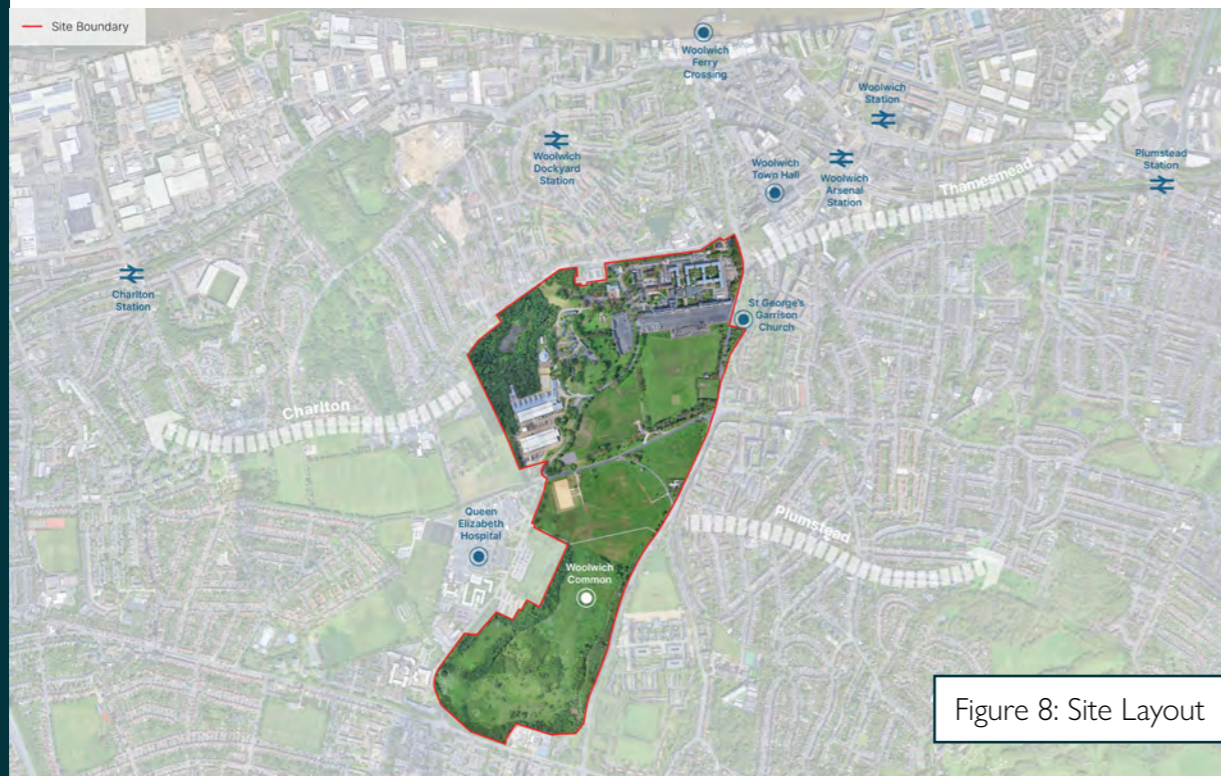 Site Boundary
Woolwich
Ferry
Crossing
Woolwich
Station
Woolwich
Dockyard
Station
Woolwich
Town Hall
Woolwich
Arsenal
Station
Plumstead
Station
Thamesmead
Charlton
Station
St George's
Garrison
Church
Charlton
Plumstead
Queen
Elizabeth
Hospital
Woolwich
Common
Figure 8: Site Layout